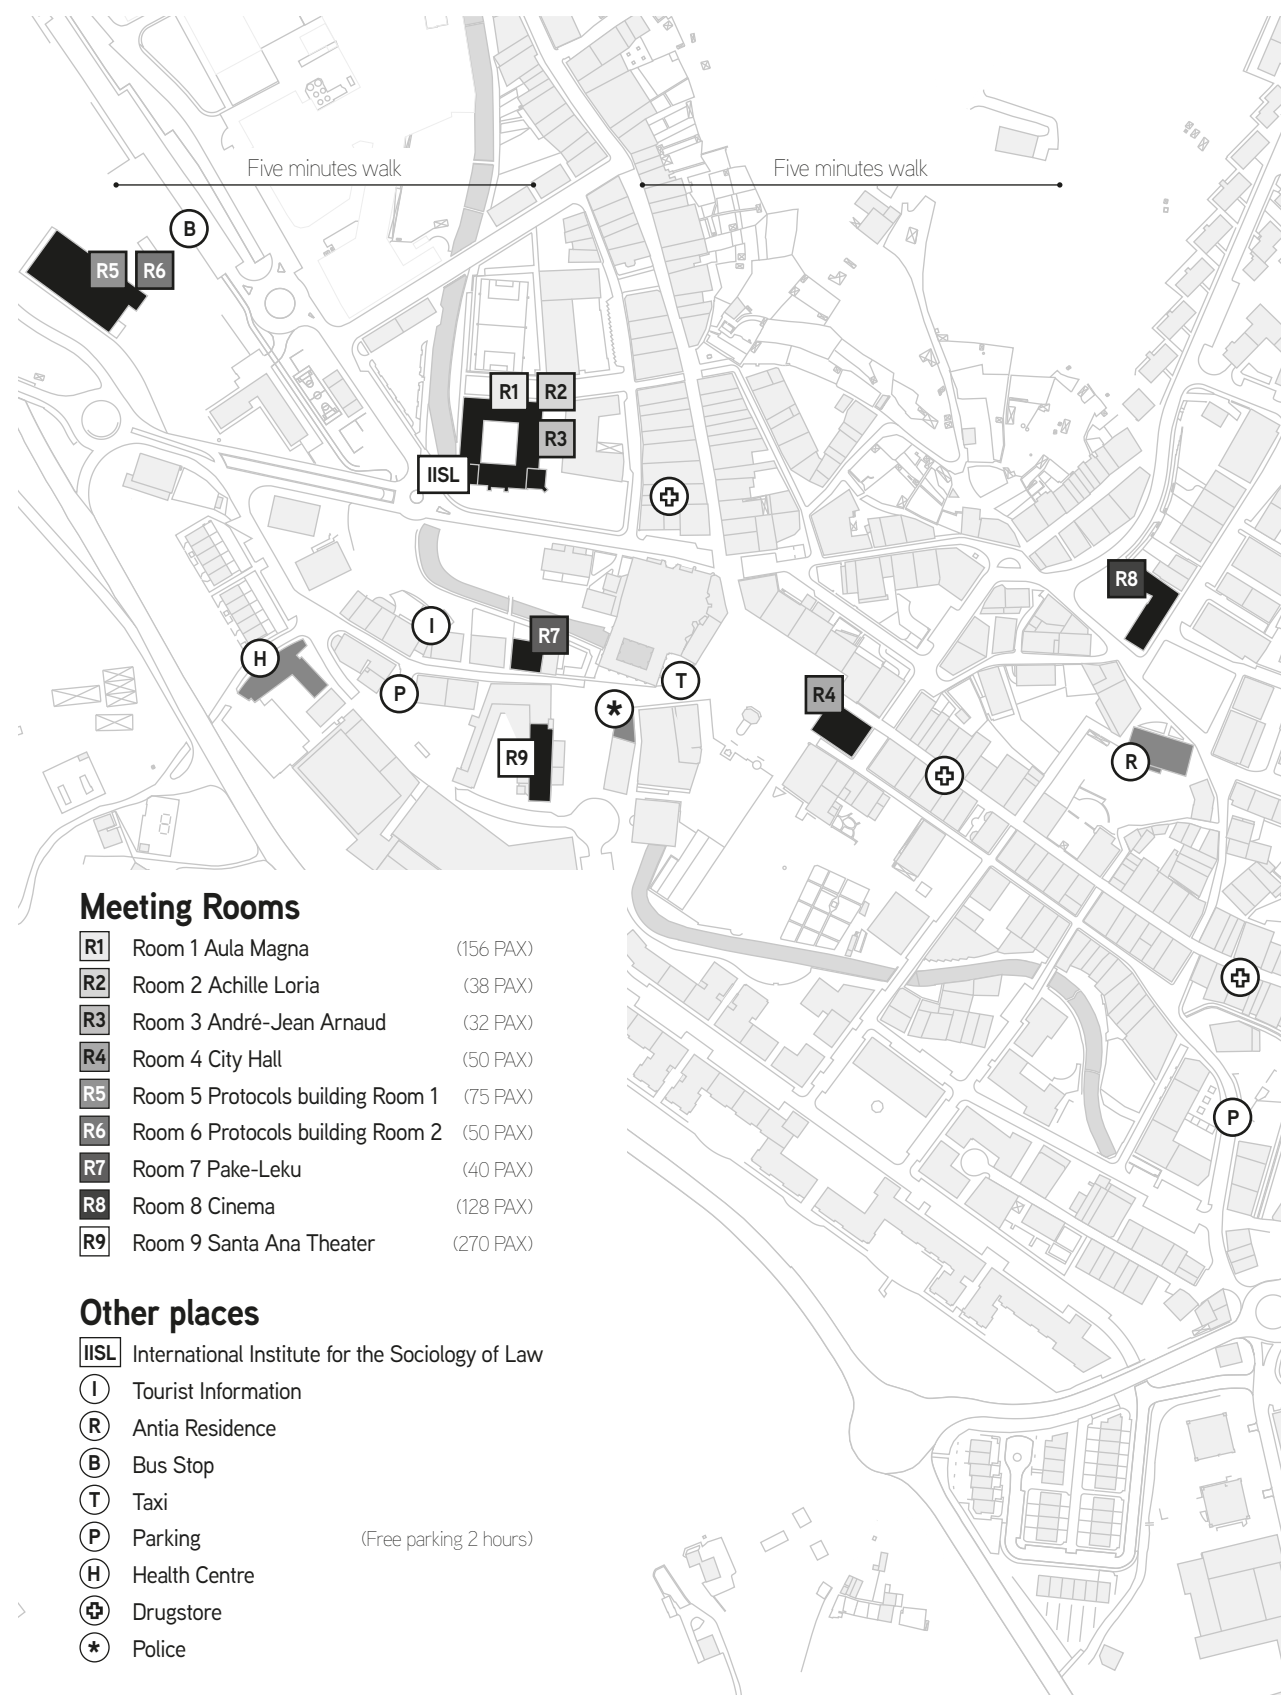 Five minutes walk
Five minutes walk
B
R5
R6
R1
R2
R3
IISL
R8
I
R7
H
P
T
R4
*
R9
R
P
Meeting Rooms
R1 Room 1 Aula Magna (156 PAX)
R2 Room 2 Achille Loria (38 PAX)
R3 Room 3 André-Jean Arnaud (32 PAX)
R4 Room 4 City Hall (50 PAX)
R5 Room 5 Protocols building Room 1 (75 PAX)
R6 Room 6 Protocols building Room 2 (50 PAX)
R7 Room 7 Pake-Leku (40 PAX)
R8 Room 8 Cinema (128 PAX)
R9 Room 9 Santa Ana Theater (270 PAX)
Other places
IISL International Institute for the Sociology of Law
I Tourist Information
R Antia Residence
B Bus Stop
T Taxi
P Parking (Free parking 2 hours)
H Health Centre
Drugstore
* Police